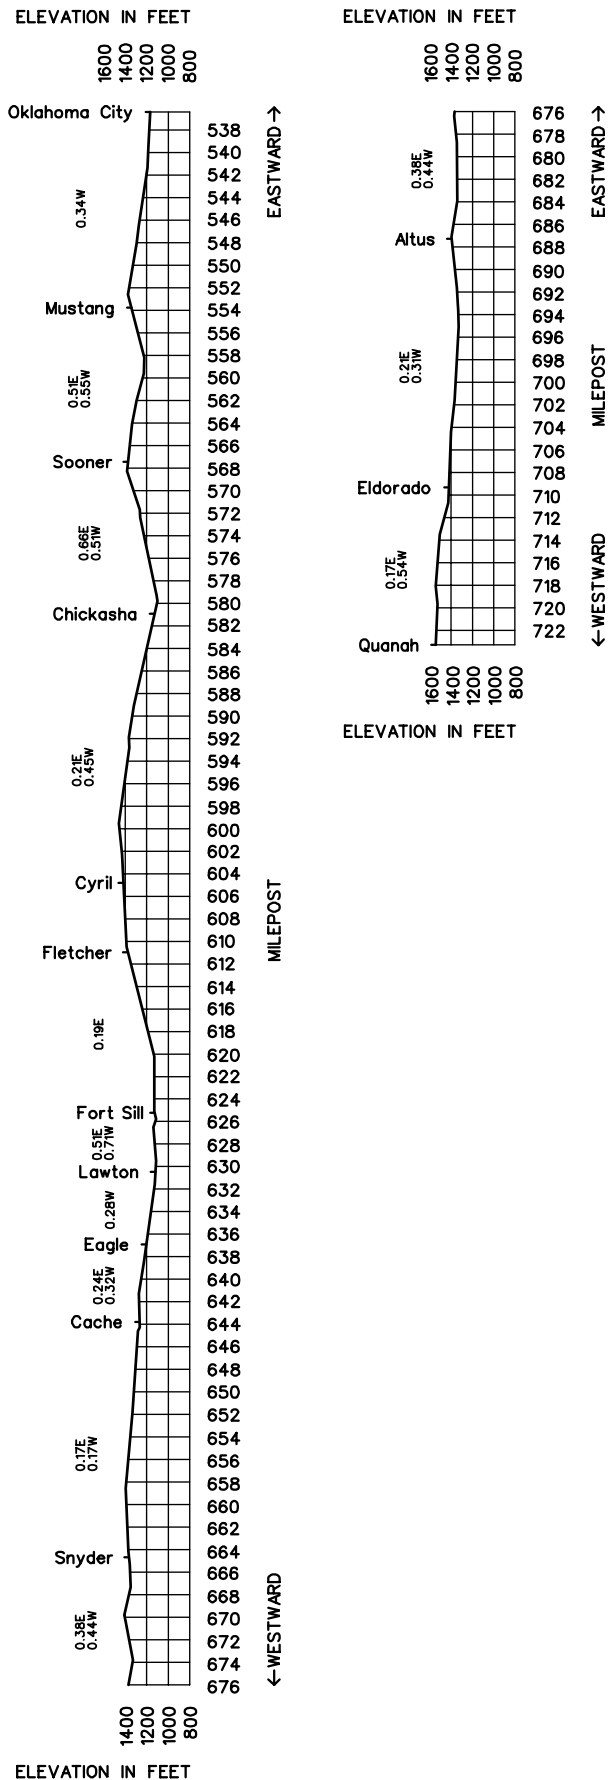 ELEVATION IN FEET
1600
1400
1200
1000
800
Oklahoma City
538
540
542
544
546
548
550
552
Mustang
554
556
558
560
562
564
566
Sooner
568
570
572
574
576
578
580
Chickasha
582
584
586
588
590
592
594
596
598
600
602
604
Cyril
606
608
610
Fletcher
612
614
616
618
620
622
624
Fort Sill
626
628
630
Lawton
632
634
636
Eagle
638
640
642
Cache
644
646
648
650
652
654
656
658
660
662
664
Snyder
666
668
670
672
674
676
0.34W
0.51E
0.55W
0.66E
0.51W
0.21E
0.45W
0.19E
0.51E
0.71W
0.28W
0.24E
0.32W
0.17E
0.17W
0.38E
0.44W
EASTWARD→
MILEPOST
←WESTWARD
1400
1200
1000
800
ELEVATION IN FEET
ELEVATION IN FEET
1600
1400
1200
1000
800
676
678
680
682
684
686
Altus
688
690
692
694
696
698
700
702
704
706
708
Eldorado
710
712
714
716
718
720
722
Quanah
0.38E
0.44W
0.21E
0.31W
0.17E
0.54W
EASTWARD→
MILEPOST
←WESTWARD
1600
1400
1200
1000
800
ELEVATION IN FEET